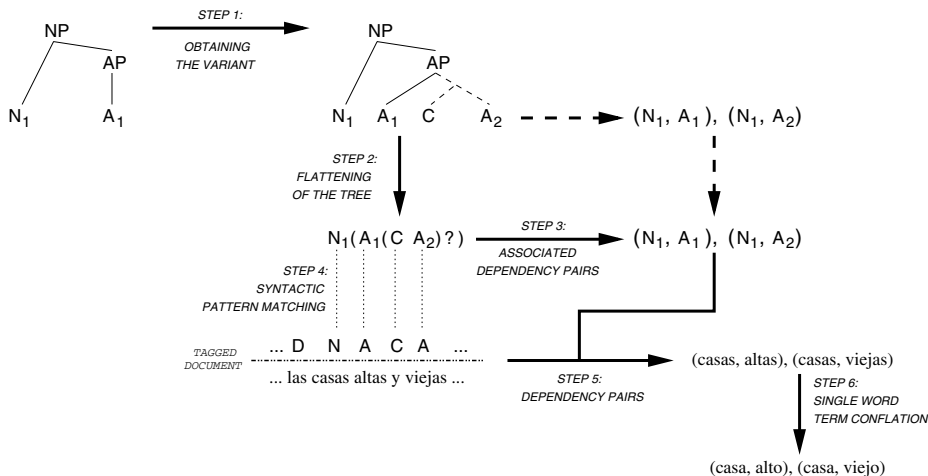 NP
AP
N1
A1
STEP 1:
OBTAINING
THE VARIANT
NP
AP
N1
A1
C
A2
(N1, A1), (N1, A2)
STEP 2:
FLATTENING
OF THE TREE
N1(A1(C A2)?)
STEP 3:
ASSOCIATED
DEPENDENCY PAIRS
(N1, A1), (N1, A2)
STEP 4:
SYNTACTIC
PATTERN MATCHING
TAGGED
DOCUMENT
... D N A C A ...
... las casas altas y viejas ...
STEP 5:
DEPENDENCY PAIRS
(casas, altas), (casas, viejas)
STEP 6:
SINGLE WORD
TERM CONFLATION
(casa, alto), (casa, viejo)